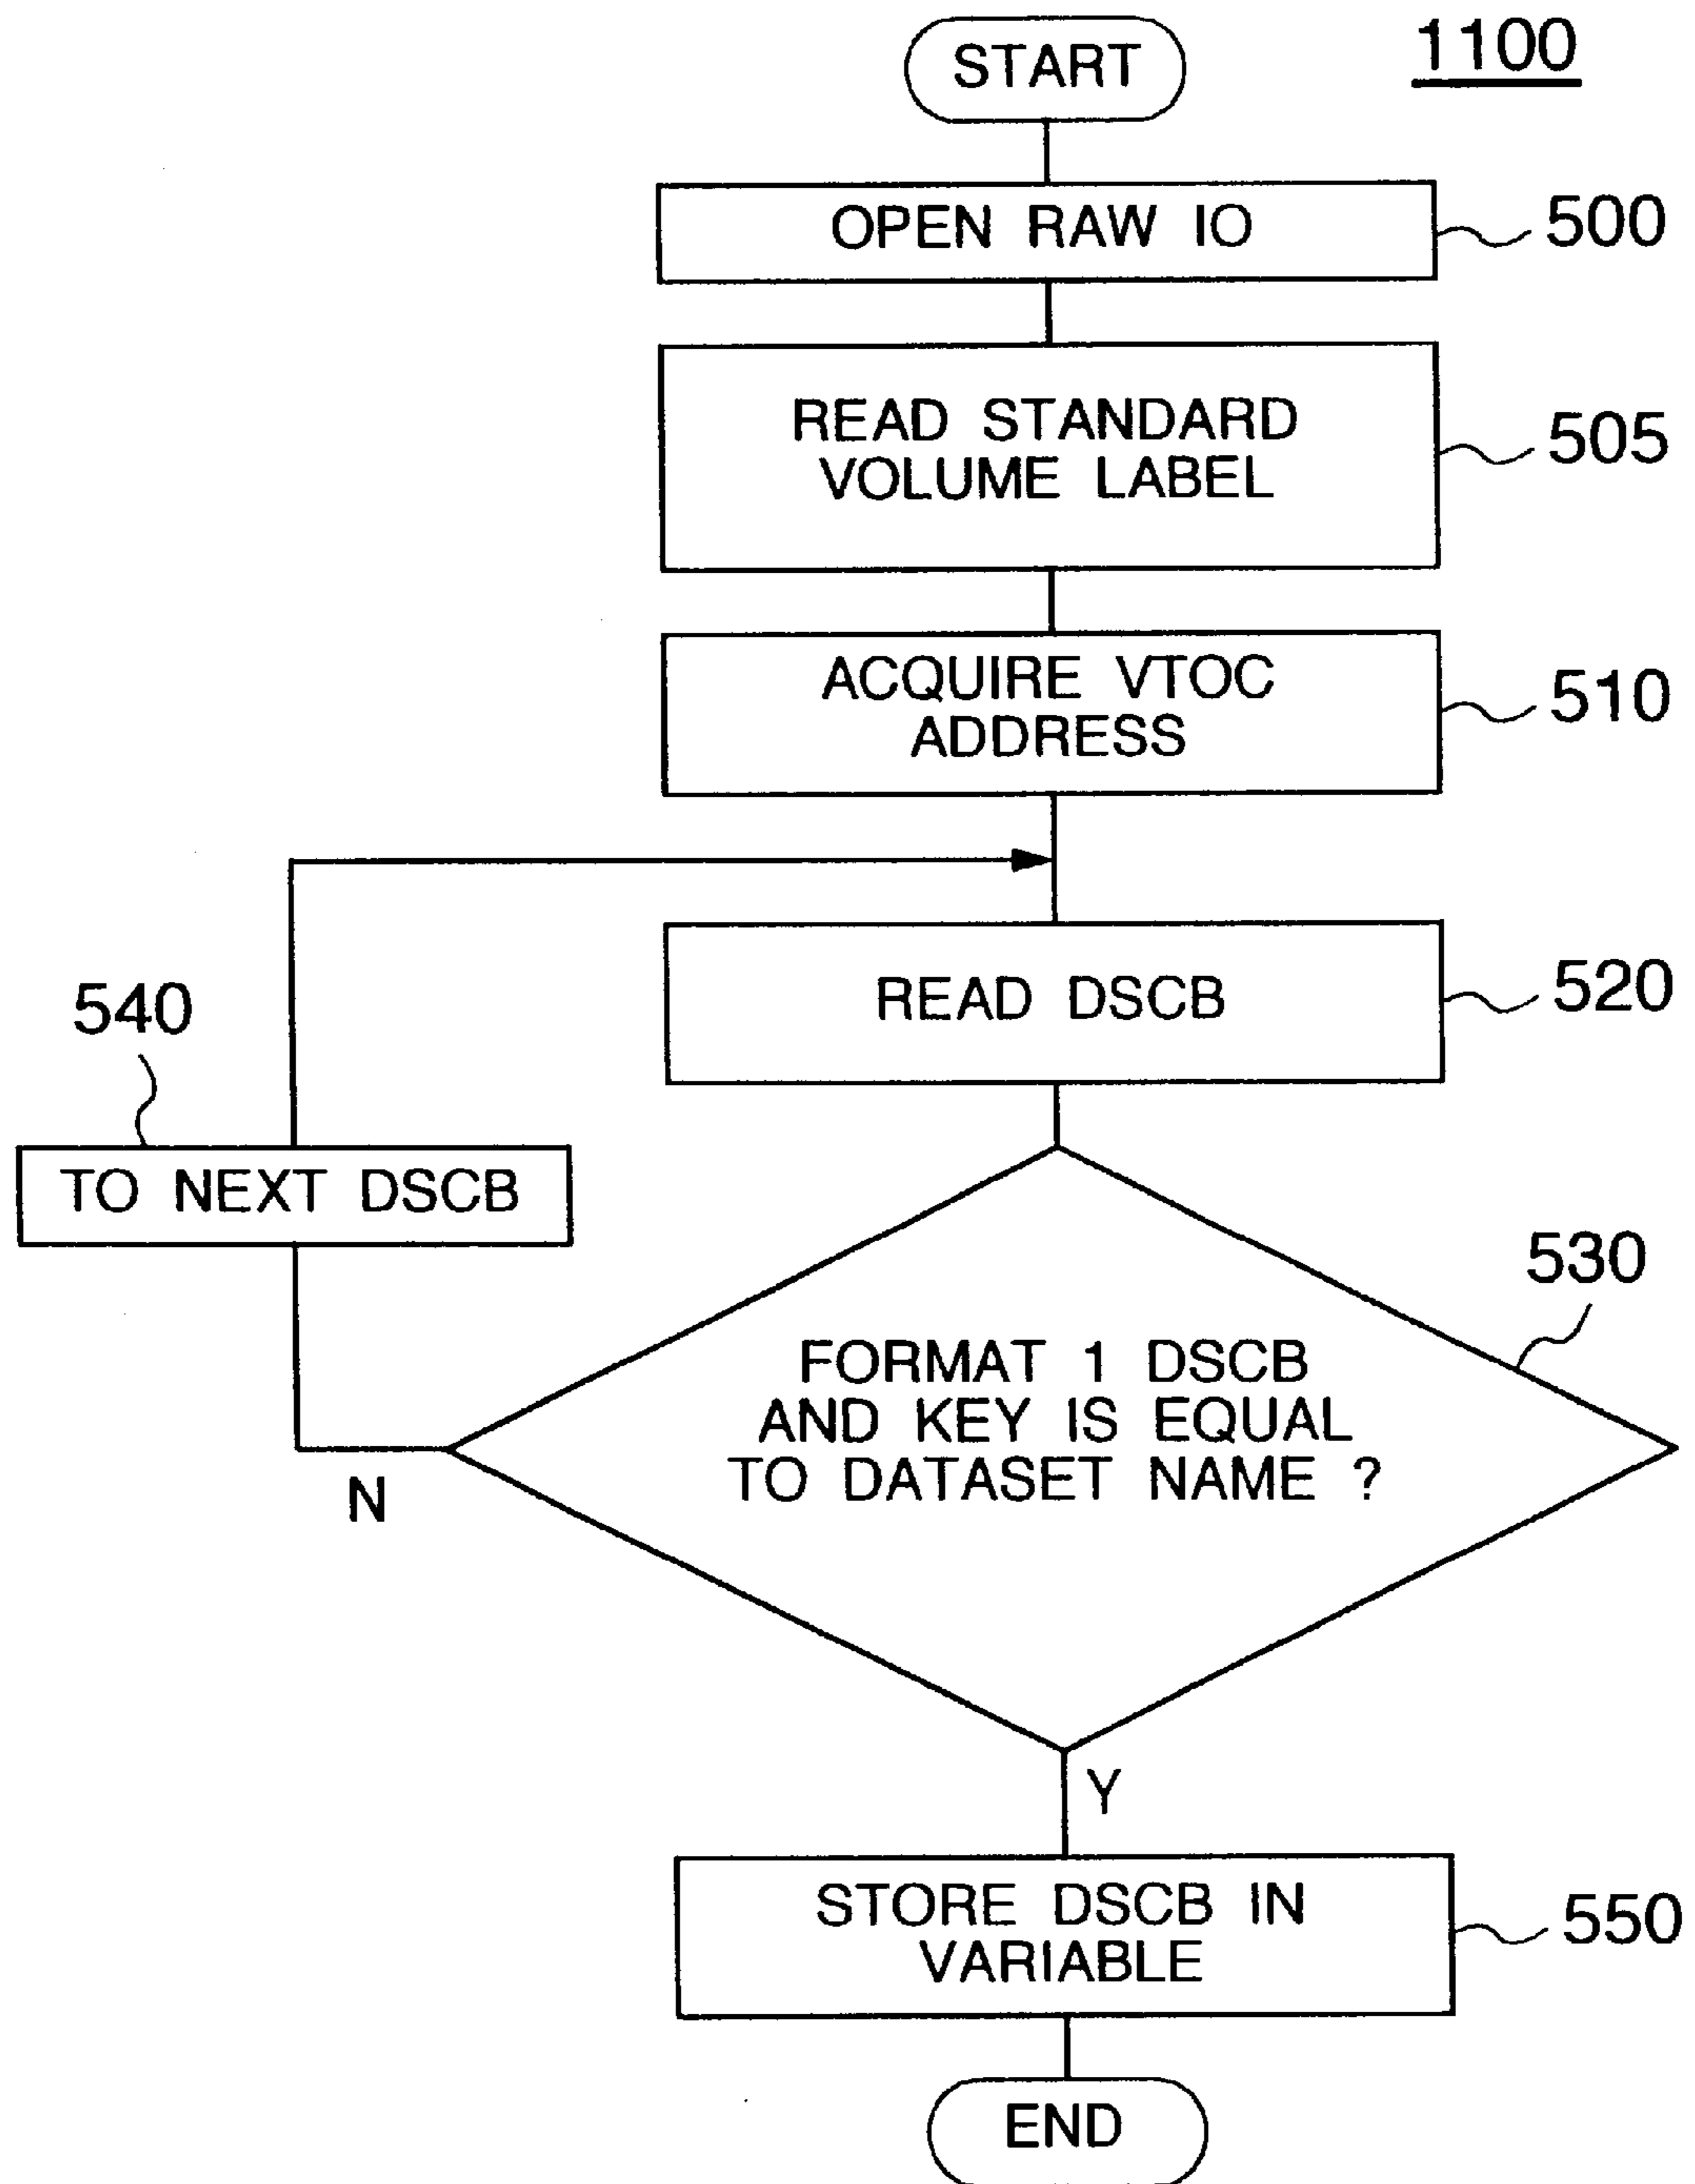 START
1100
OPEN RAW IO
500
READ STANDARD
VOLUME LABEL
505
ACQUIRE VTOC
ADDRESS
510
READ DSCB
520
540
TO NEXT DSCB
530
FORMAT 1 DSCB
AND KEY IS EQUAL
TO DATASET NAME ?
N
Y
STORE DSCB IN
VARIABLE
550
END